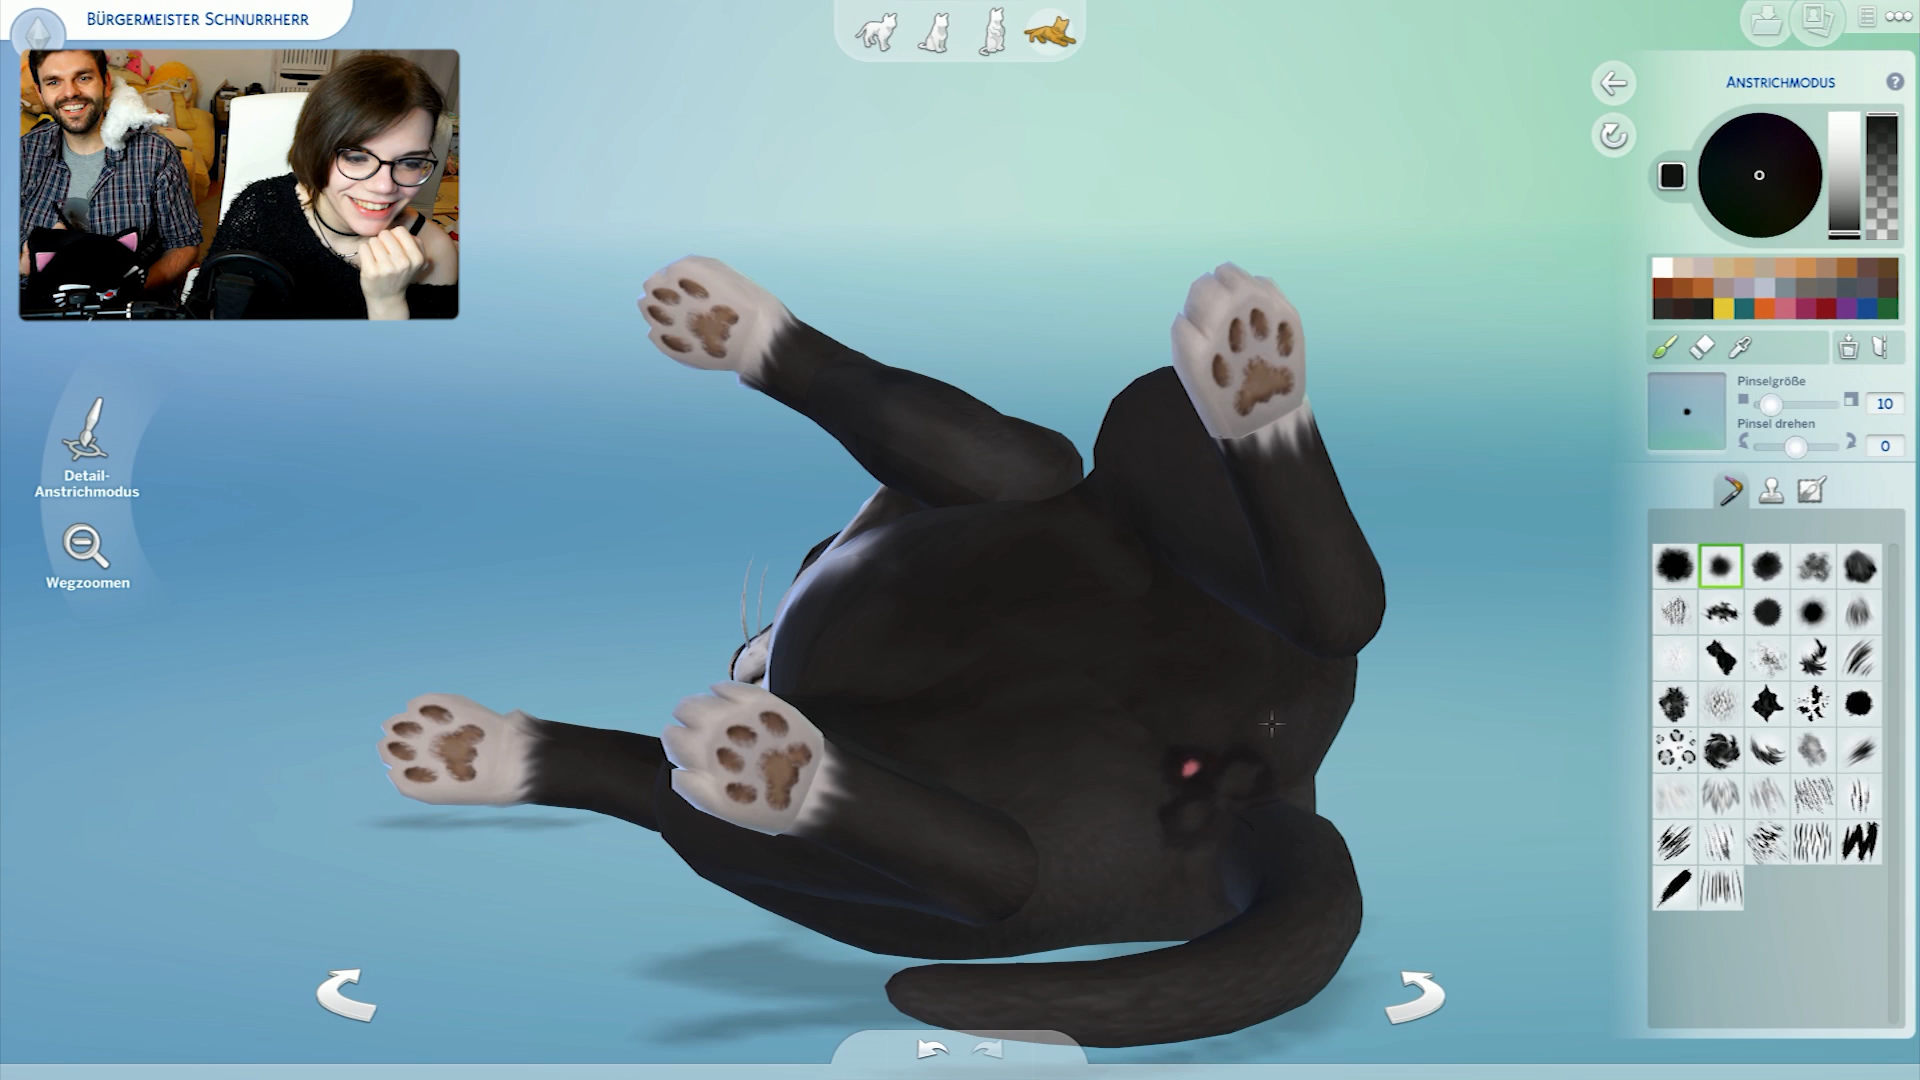 Bürgermeister Schnurrherr
Anstrichmodus
?
Pinselgröße
10
Pinsel drehen
0
Detail-
Anstrichmodus
Wegzoomen